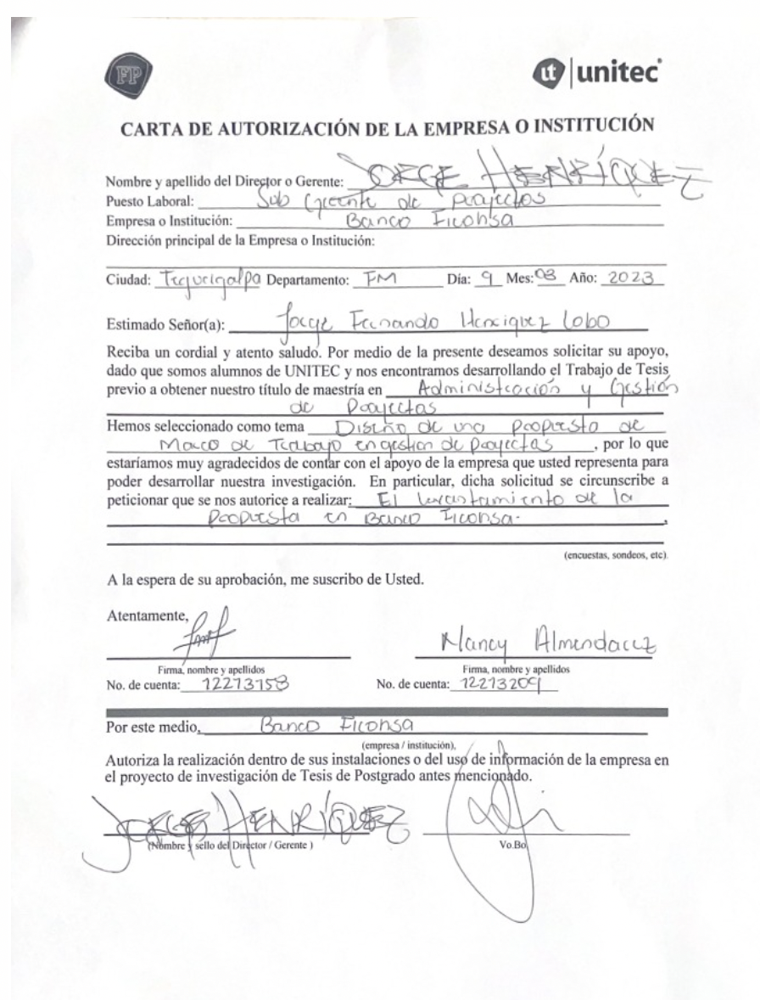 FP
ut unitec
CARTA DE AUTORIZACIÓN DE LA EMPRESA O INSTITUCIÓN
Nombre y apellido del Director o Gerente: JORGE HENRÍQUEZ
Puesto Laboral: Sub Gerente de Proyectos
Empresa o Institución: Banco Ficohsa
Dirección principal de la Empresa o Institución:
Ciudad: Tegucigalpa Departamento: FM Día: 9 Mes: 03 Año: 2023
Estimado Señor(a): Jorge Fernando Henriquez Lobo
Reciba un cordial y atento saludo. Por medio de la presente deseamos solicitar su apoyo,
dado que somos alumnos de UNITEC y nos encontramos desarrollando el Trabajo de Tesis
previo a obtener nuestro título de maestría en Administración y Gestión
de Proyectos
Hemos seleccionado como tema Diseño de una Propuesta de
Marco de Trabajo en gestion de Proyectos, por lo que
estaríamos muy agradecidos de contar con el apoyo de la empresa que usted representa para
poder desarrollar nuestra investigación. En particular, dicha solicitud se circunscribe a
peticionar que se nos autorice a realizar: El levantamiento de la
Propuesta en Banco Ficohsa.
(encuestas, sondeos, etc).
A la espera de su aprobación, me suscribo de Usted.
Atentamente,
Nancy Almendarez
Firma, nombre y apellidos Firma, nombre y apellidos
No. de cuenta: 12213158 No. de cuenta: 12213209
Por este medio, Banco Ficohsa
(empresa / institución),
Autoriza la realización dentro de sus instalaciones o del uso de información de la empresa en
el proyecto de investigación de Tesis de Postgrado antes mencionado.
JORGE HENRÍQUEZ
(Nombre y sello del Director / Gerente ) Vo.Bo.